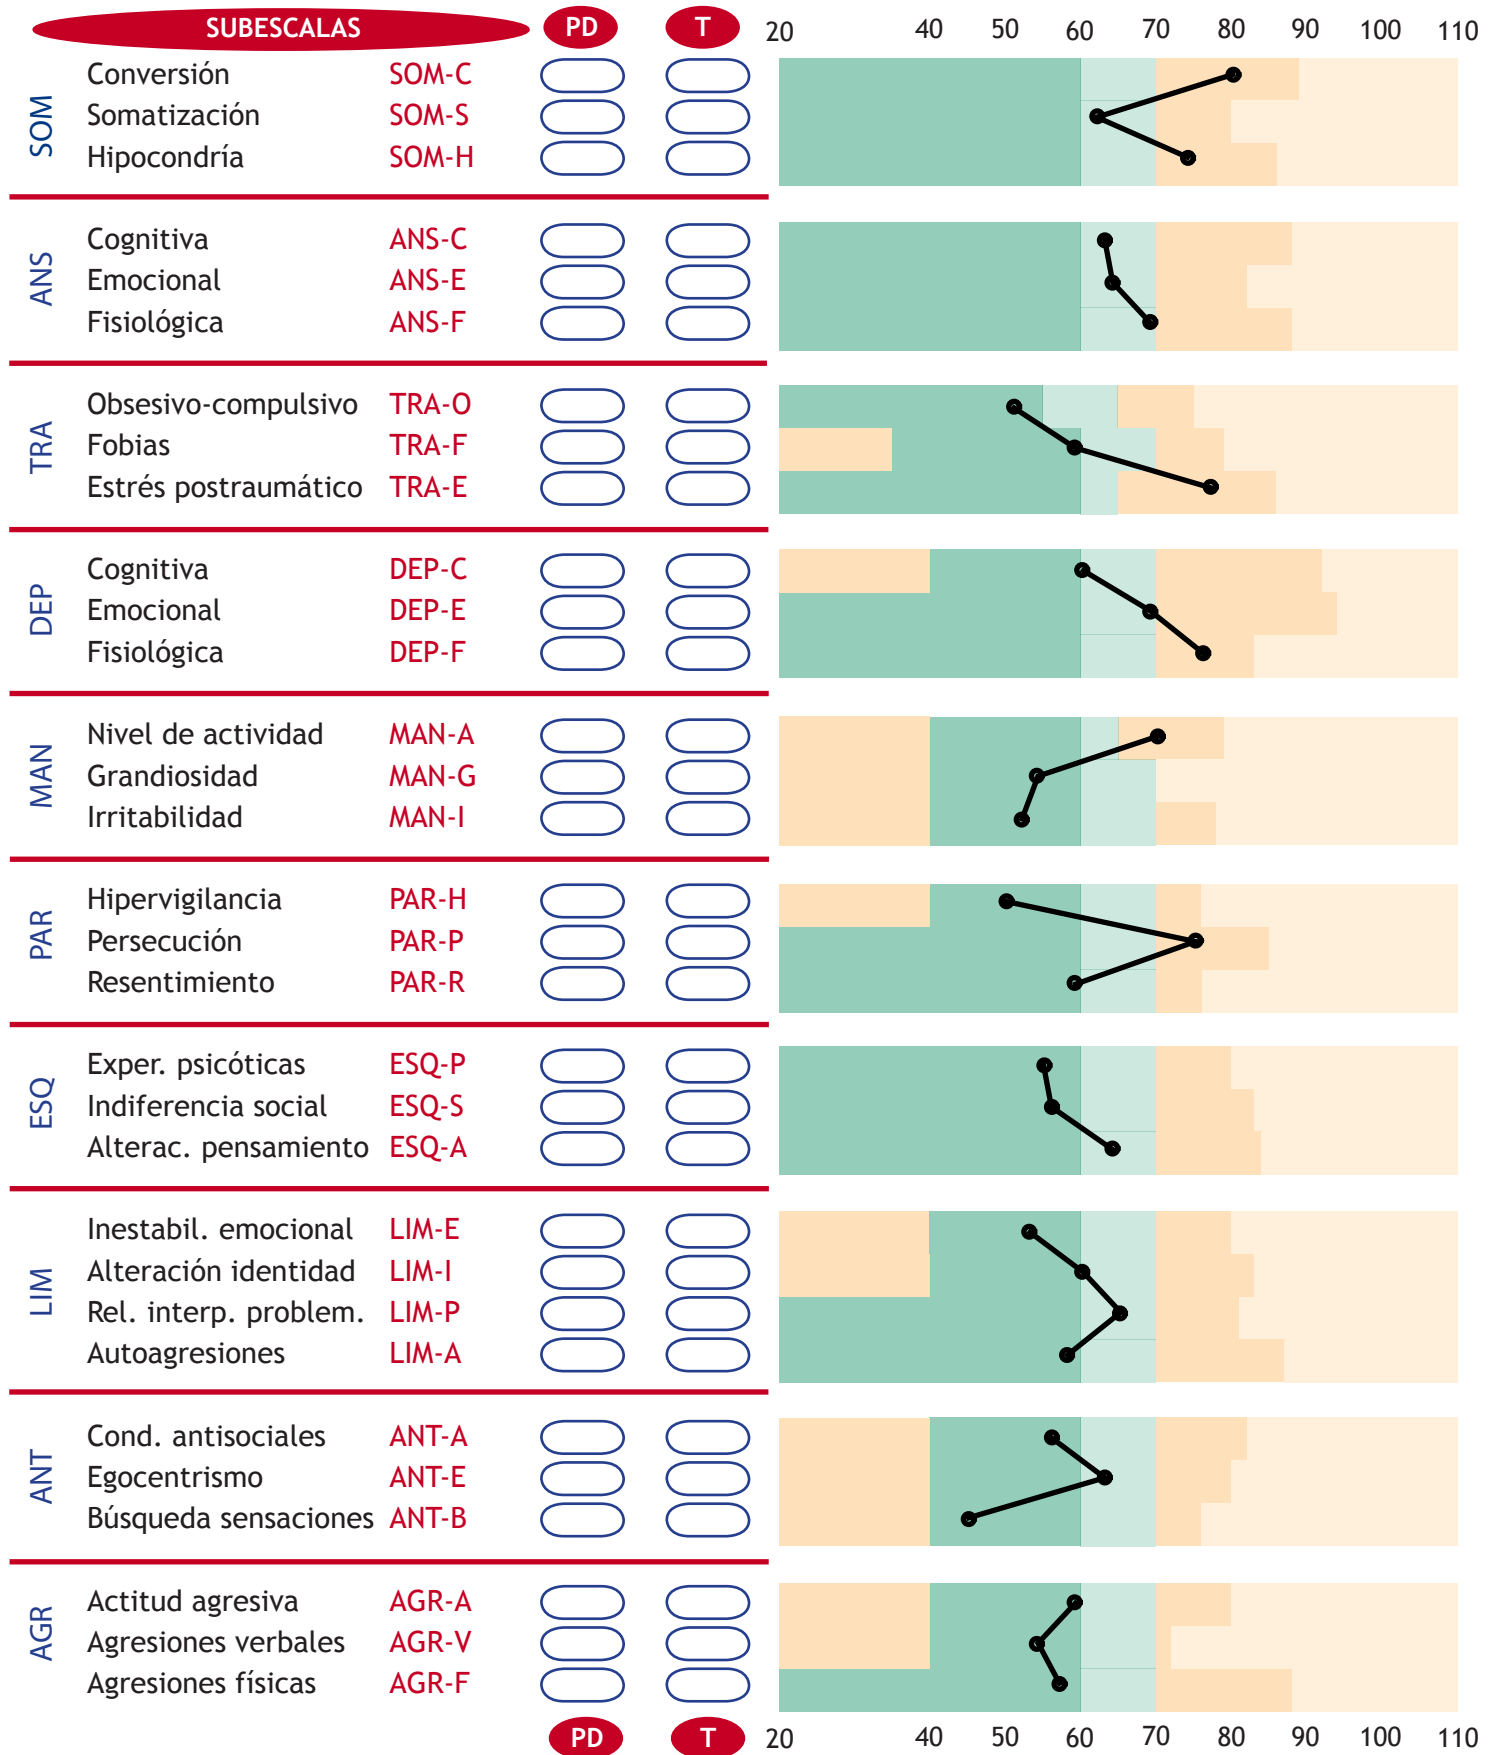 SUBESCALAS PD T 20 40 50 60 70 80 90 100 110
SOM
Conversión SOM-C
Somatización SOM-S
Hipocondría SOM-H
ANS
Cognitiva ANS-C
Emocional ANS-E
Fisiológica ANS-F
TRA
Obsesivo-compulsivo TRA-O
Fobias TRA-F
Estrés postraumático TRA-E
DEP
Cognitiva DEP-C
Emocional DEP-E
Fisiológica DEP-F
MAN
Nivel de actividad MAN-A
Grandiosidad MAN-G
Irritabilidad MAN-I
PAR
Hipervigilancia PAR-H
Persecución PAR-P
Resentimiento PAR-R
ESQ
Exper. psicóticas ESQ-P
Indiferencia social ESQ-S
Alterac. pensamiento ESQ-A
LIM
Inestabil. emocional LIM-E
Alteración identidad LIM-I
Rel. interp. problem. LIM-P
Autoagresiones LIM-A
ANT
Cond. antisociales ANT-A
Egocentrismo ANT-E
Búsqueda sensaciones ANT-B
AGR
Actitud agresiva AGR-A
Agresiones verbales AGR-V
Agresiones físicas AGR-F
PD T 20 40 50 60 70 80 90 100 110